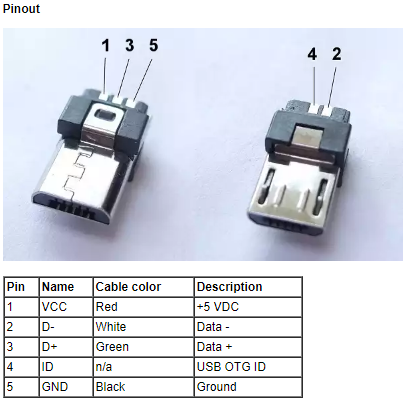 Pinout
1 3 5
4 2
Pin Name Cable color Description
1 VCC Red +5 VDC
2 D- White Data -
3 D+ Green Data +
4 ID n/a USB OTG ID
5 GND Black Ground